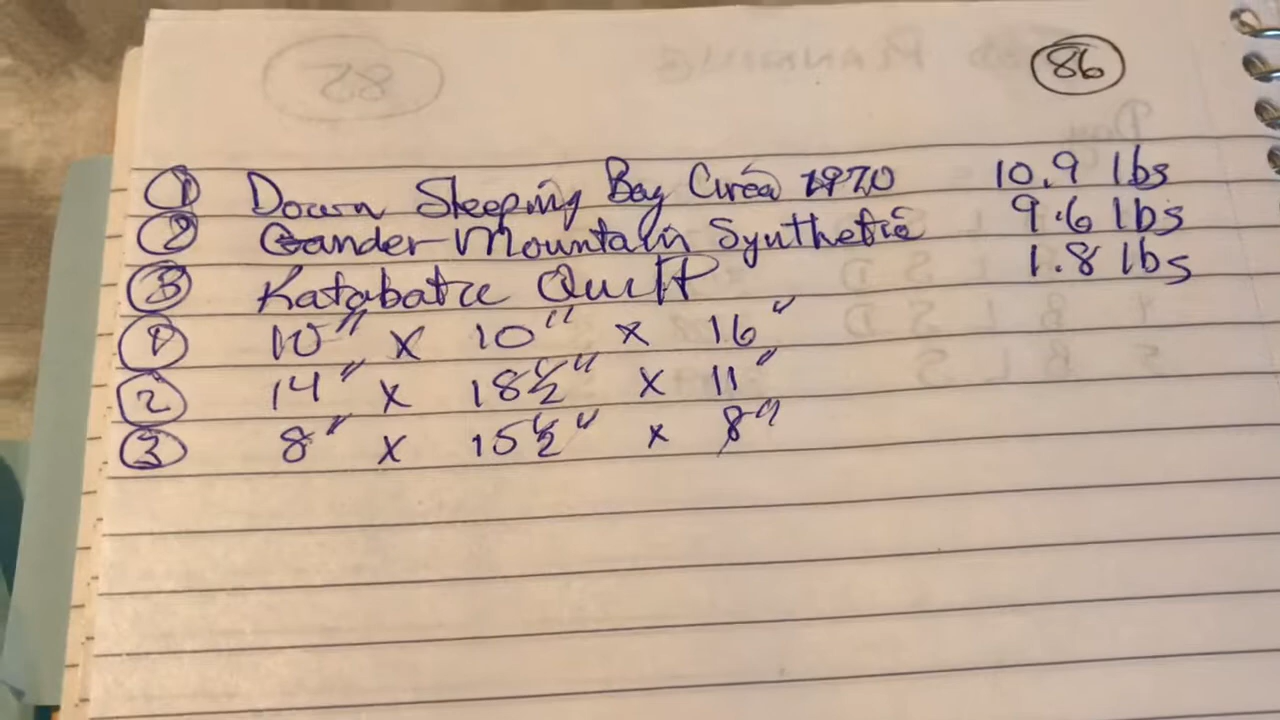 86
① Down Sleeping Bag Circa 1970 10.9 lbs
② Gander Mountain Synthetic 9.6 lbs
③ Katabatic Quilt 1.8 lbs
① 10" x 10" x 16"
② 14" x 18½" x 11"
③ 8" x 15½" x 8"